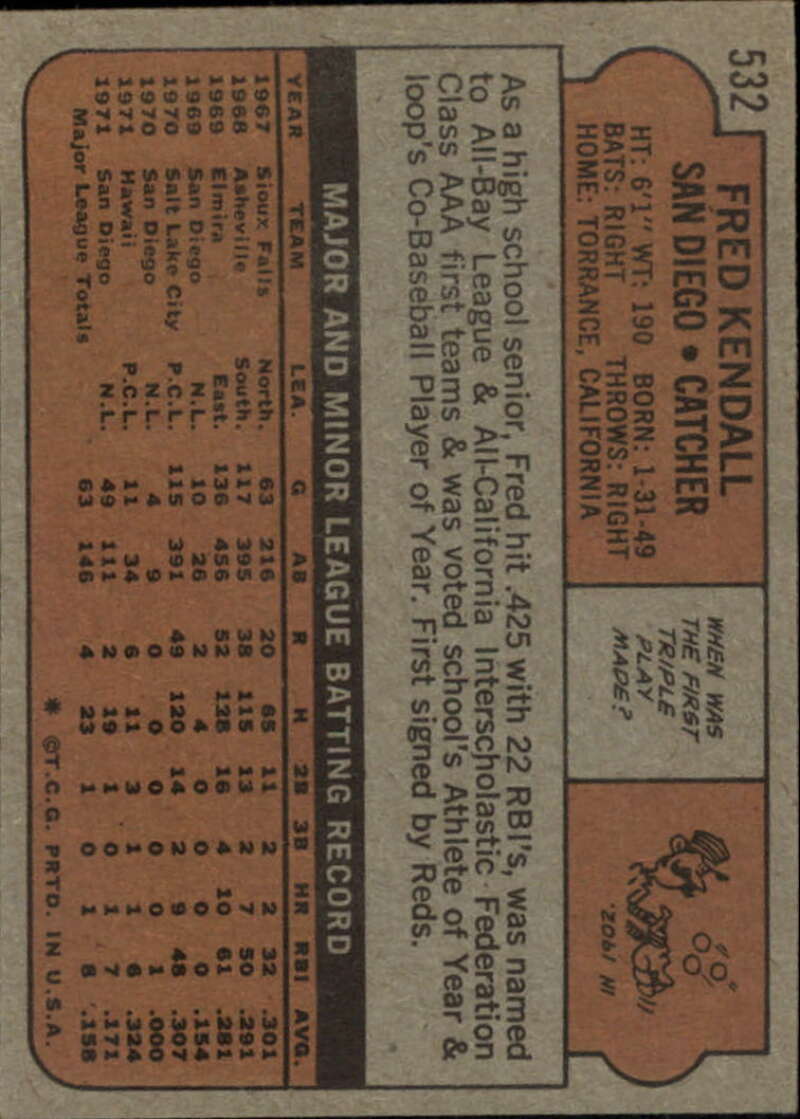 532
FRED KENDALL
SAN DIEGO • CATCHER
HT: 6'1" WT: 190 BORN: 1-31-49
BATS: RIGHT THROWS: RIGHT
HOME: TORRANCE, CALIFORNIA
WHEN WAS
THE FIRST
TRIPLE
PLAY
MADE?
IN 1902.
As a high school senior, Fred hit .425 with 22 RBI's, was named
to All-Bay League & All-California Interscholastic Federation
Class AAA first teams & was voted school's Athlete of Year &
loop's Co-Baseball Player of Year. First signed by Reds.
MAJOR AND MINOR LEAGUE BATTING RECORD
YEAR TEAM LEA. G AB R H 2B 3B HR RBI AVG.
1967 Sioux Falls North. 63 216 20 65 11 2 2 32 .301
1968 Asheville South. 117 395 38 115 13 2 7 50 .291
1969 Elmira East. 136 456 52 128 16 4 10 61 .281
1969 San Diego N.L. 10 26 2 4 0 0 0 0 .154
1970 Salt Lake City P.C.L. 115 391 49 120 14 2 9 48 .307
1970 San Diego N.L. 4 9 0 0 0 0 0 1 .000
1971 Hawaii P.C.L. 11 34 6 11 3 1 1 6 .324
1971 San Diego N.L. 49 111 2 19 1 0 1 7 .171
Major League Totals 63 146 4 23 1 0 1 8 .158
* ©T.C.G. PRTD. IN U.S.A.